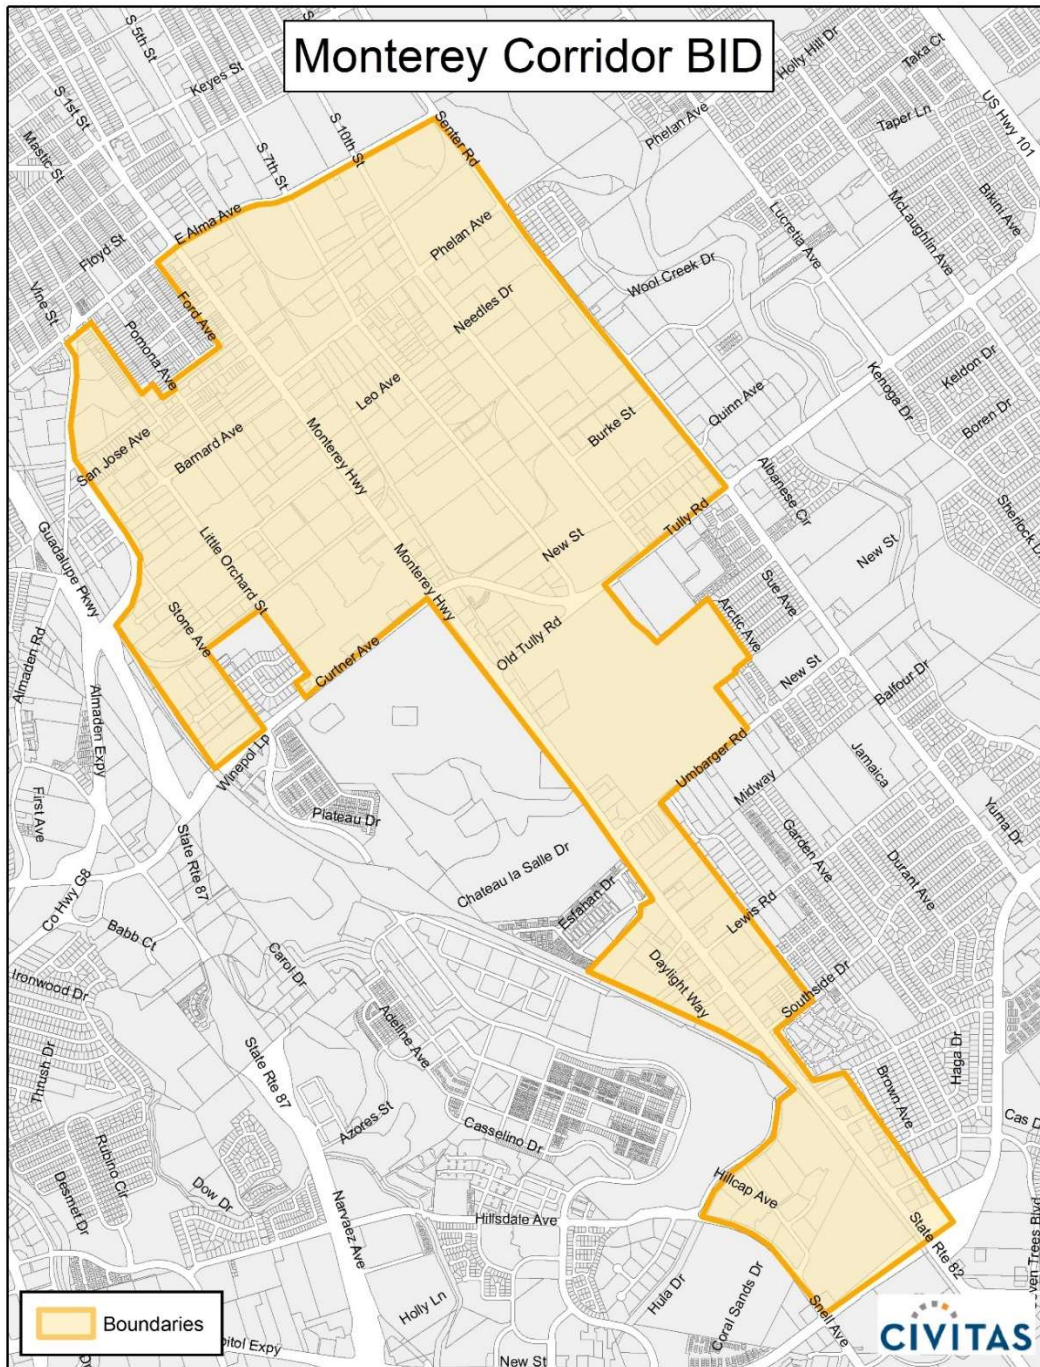 Monterey Corridor BID
S 5th St
S 1st St
Keyes St
Mastic St
S 7th St
S 10th St
Senter Rd
Phelan Ave
Holly Hill Dr
Taka Ct
Taper Ln
US Hwy 101
Bikini Ave
McLaughlin Ave
Lucretia Ave
E Alma Ave
Floyd St
Vine St
Ford Ave
Pomona Ave
Phelan Ave
Needles Dr
Wool Creek Dr
Leo Ave
Kenoga Dr
Keldon Dr
Boren Dr
Quinn Ave
Burke St
San Jose Ave
Barnard Ave
Monterey Hwy
Albanese Cir
Tully Rd
Guadalupe Pkwy
Little Orchard St
Monterey Hwy
New St
New St
Stone Ave
Sue Ave
Arctic Ave
Old Tully Rd
Curtner Ave
New St
Balfour Dr
Almaden Rd
Almaden Expy
Winepol Lp
Umbarger Rd
Midway
Jamaica
Yuma Dr
First Ave
Plateau Dr
State Rte 87
Garden Ave
Durant Ave
Chateau la Salle Dr
Esfahan Dr
Lewis Rd
Co Hwy G8
Babb Ct
Carol Dr
Ironwood Dr
Daylight Way
Southside Dr
Adeline Ave
Thrush Dr
State Rte 87
Brown Ave
Haga Dr
Azores St
Casselino Dr
Rubino Cir
Desmet Dr
Dow Dr
Narvaez Ave
Hillsdale Ave
Hillcap Ave
State Rte 82
Hula Dr
Coral Sands Dr
Snell Ave
Holly Ln
New St
Boundaries
CIVITAS